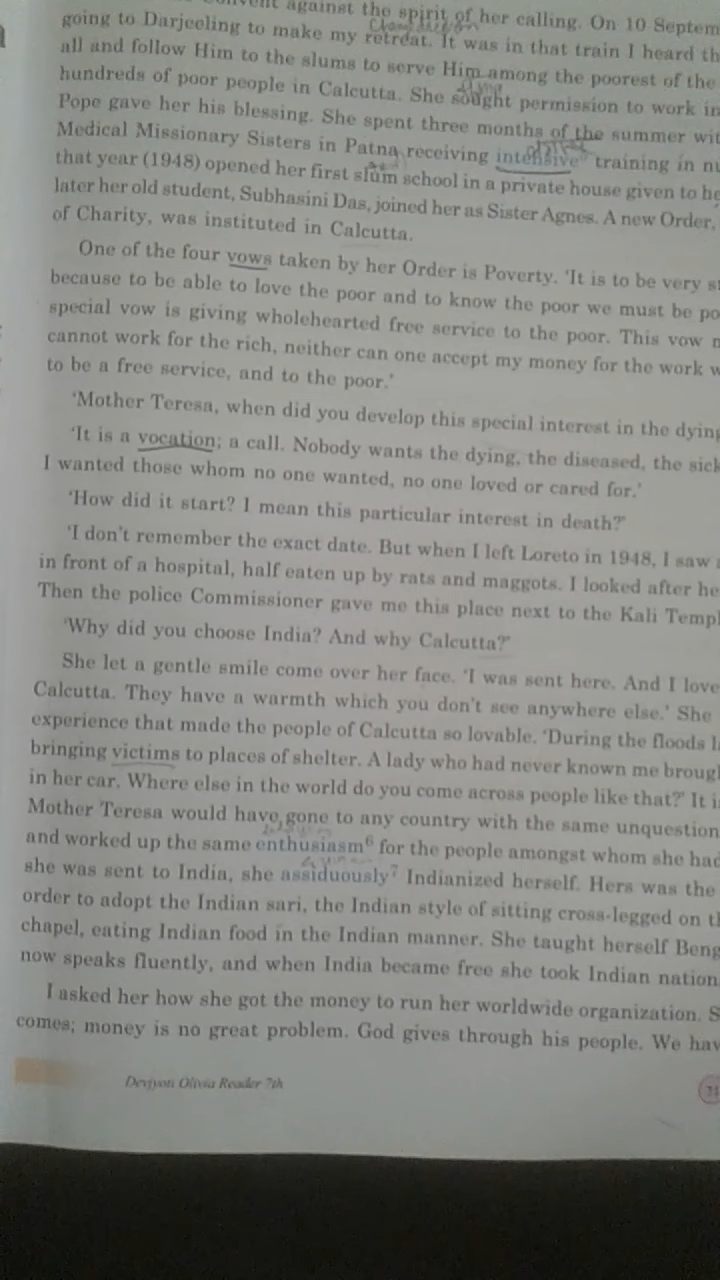 against the spirit of her calling. On 10 Septem
going to Darjeeling to make my retreat. It was in that train I heard th
all and follow Him to the slums to serve Him among the poorest of the
hundreds of poor people in Calcutta. She sought permission to work in
Pope gave her his blessing. She spent three months of the summer wit
Medical Missionary Sisters in Patna receiving intensive training in nu
that year (1948) opened her first slum school in a private house given to he
later her old student, Subhasini Das, joined her as Sister Agnes. A new Order,
of Charity, was instituted in Calcutta.
One of the four vows taken by her Order is Poverty. 'It is to be very st
because to be able to love the poor and to know the poor we must be po
special vow is giving wholehearted free service to the poor. This vow m
cannot work for the rich, neither can one accept my money for the work w
to be a free service, and to the poor.'
'Mother Teresa, when did you develop this special interest in the dying
'It is a vocation; a call. Nobody wants the dying, the diseased, the sick
I wanted those whom no one wanted, no one loved or cared for.'
'How did it start? I mean this particular interest in death?'
'I don't remember the exact date. But when I left Loreto in 1948, I saw a
in front of a hospital, half eaten up by rats and maggots. I looked after he
Then the police Commissioner gave me this place next to the Kali Templ
'Why did you choose India? And why Calcutta?'
She let a gentle smile come over her face. 'I was sent here. And I love
Calcutta. They have a warmth which you don't see anywhere else.' She
experience that made the people of Calcutta so lovable. 'During the floods la
bringing victims to places of shelter. A lady who had never known me broug
in her car. Where else in the world do you come across people like that?' It i
Mother Teresa would have gone to any country with the same unquestion
and worked up the same enthusiasm6 for the people amongst whom she had
she was sent to India, she assiduously7 Indianized herself. Hers was the
order to adopt the Indian sari, the Indian style of sitting cross-legged on th
chapel, eating Indian food in the Indian manner. She taught herself Beng
now speaks fluently, and when India became free she took Indian nation
I asked her how she got the money to run her worldwide organization. S
comes; money is no great problem. God gives through his people. We hav
Devjyoti Olivia Reader 7th